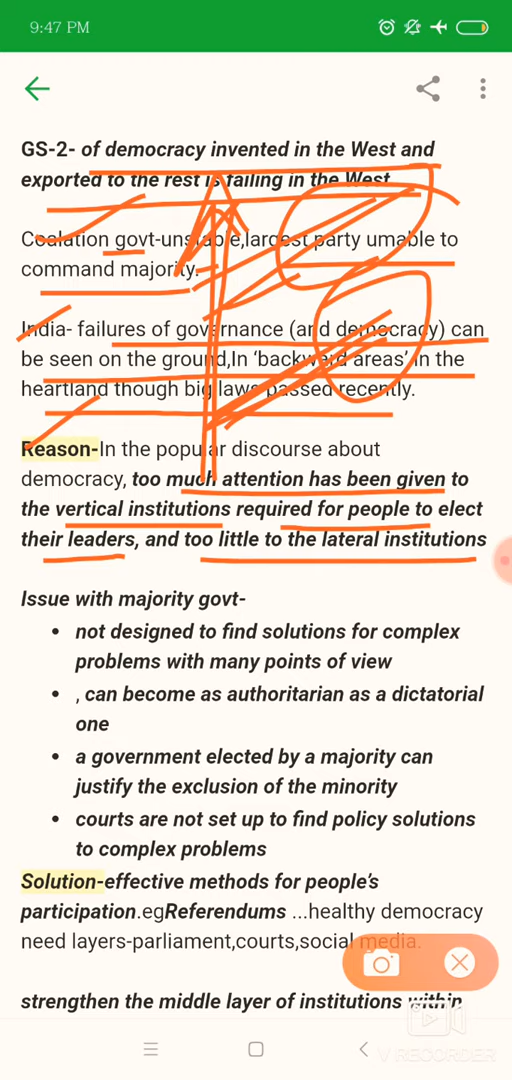 9:47 PM
GS-2- of democracy invented in the West and
exported to the rest is failing in the West
Coalation govt-unstable,largest party umable to
command majority.
India- failures of governance (and democracy) can
be seen on the ground,In ‘backward areas’,in the
heartland though big laws passed recently.
Reason-In the popular discourse about
democracy, too much attention has been given to
the vertical institutions required for people to elect
their leaders, and too little to the lateral institutions
Issue with majority govt-
• not designed to find solutions for complex
problems with many points of view
• , can become as authoritarian as a dictatorial
one
• a government elected by a majority can
justify the exclusion of the minority
• courts are not set up to find policy solutions
to complex problems
Solution-effective methods for people’s
participation.egReferendums ...healthy democracy
need layers-parliament,courts,social media.
strengthen the middle layer of institutions within
V RECORDER